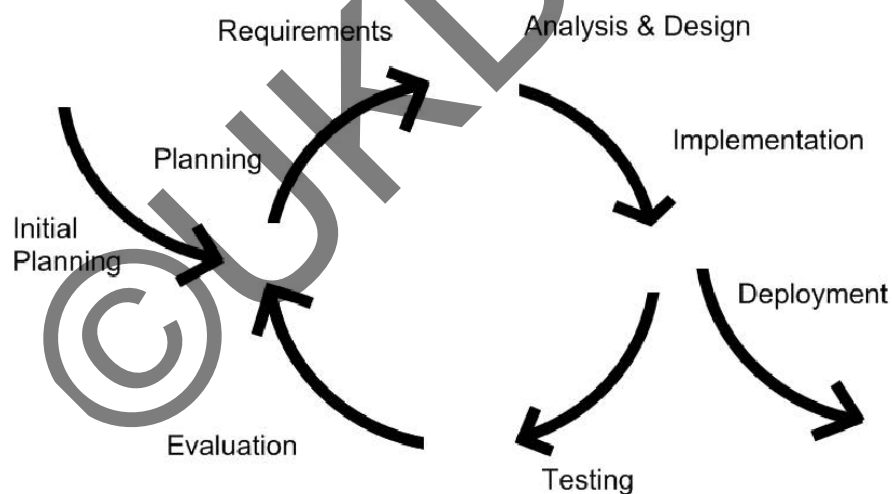 Requirements
Analysis & Design
Planning
Implementation
Initial
Planning
Deployment
Evaluation
Testing